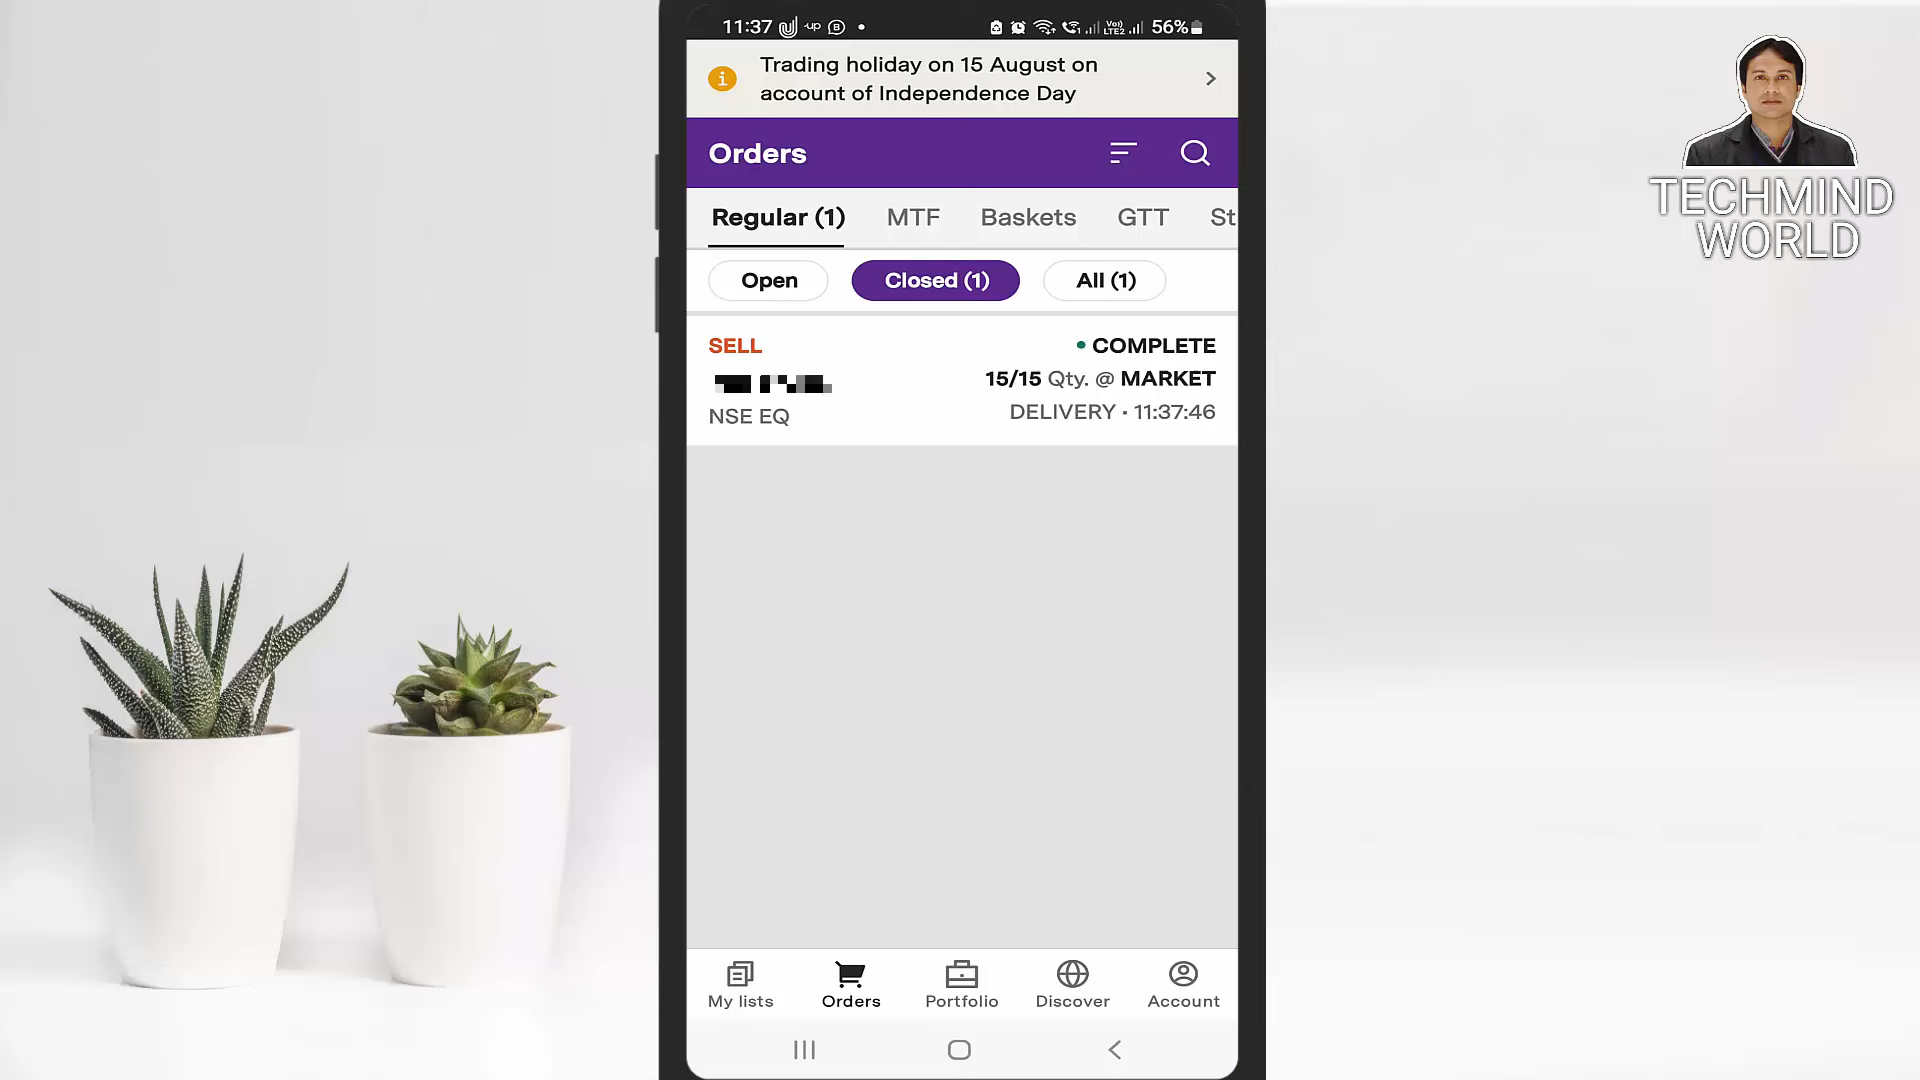 11:37 56%
Trading holiday on 15 August on
account of Independence Day
Orders
Regular (1) MTF Baskets GTT St
Open Closed (1) All (1)
SELL COMPLETE
15/15 Qty. @ MARKET
NSE EQ DELIVERY • 11:37:46
My lists Orders Portfolio Discover Account
TECHMIND
WORLD